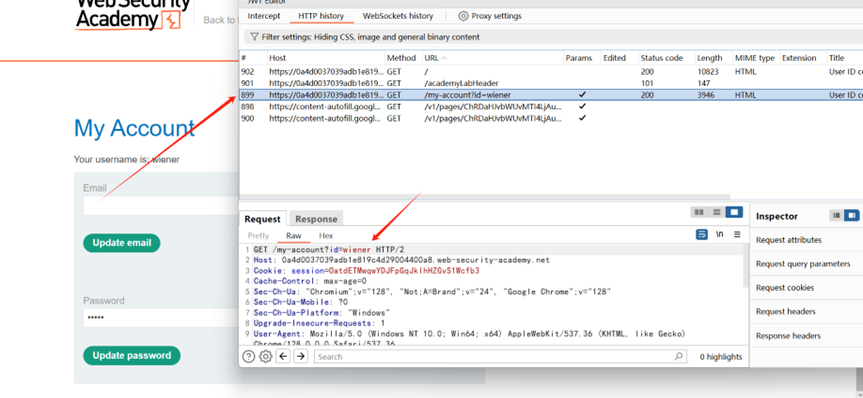 Web Security
Academy
Back to
My Account
Your username is: wiener
Email
Update email
Password
•••••
Update password
JWT Editor
Intercept HTTP history WebSockets history Proxy settings
Filter settings: Hiding CSS, image and general binary content
# Host Method URL Params Edited Status code Length MIME type Extension Title
902 https://0a4d0037039adb1e819... GET / 200 10823 HTML User ID co
901 https://0a4d0037039adb1e819... GET /academyLabHeader 101 147
899 https://0a4d0037039adb1e819... GET /my-account?id=wiener ✓ 200 3946 HTML User ID co
898 https://content-autofill.googl... GET /v1/pages/ChRDaHJvbWUvMTI4LjAu... ✓
900 https://content-autofill.googl... GET /v1/pages/ChRDaHJvbWUvMTI4LjAu... ✓
Request Response
Pretty Raw Hex
\n
1 GET /my-account?id=wiener HTTP/2
2 Host: 0a4d0037039adb1e819c4d29004400a8.web-security-academy.net
3 Cookie: session=OatdETMwqwYDJFpGqJkIhHZGvS1Wcfb3
4 Cache-Control: max-age=0
5 Sec-Ch-Ua: "Chromium";v="128", "Not;A=Brand";v="24", "Google Chrome";v="128"
6 Sec-Ch-Ua-Mobile: ?0
7 Sec-Ch-Ua-Platform: "Windows"
8 Upgrade-Insecure-Requests: 1
9 User-Agent: Mozilla/5.0 (Windows NT 10.0; Win64; x64) AppleWebKit/537.36 (KHTML, like Gecko)
Chrome/128.0.0.0 Safari/537.36
Search
0 highlights
Inspector
Request attributes
Request query parameters
Request cookies
Request headers
Response headers